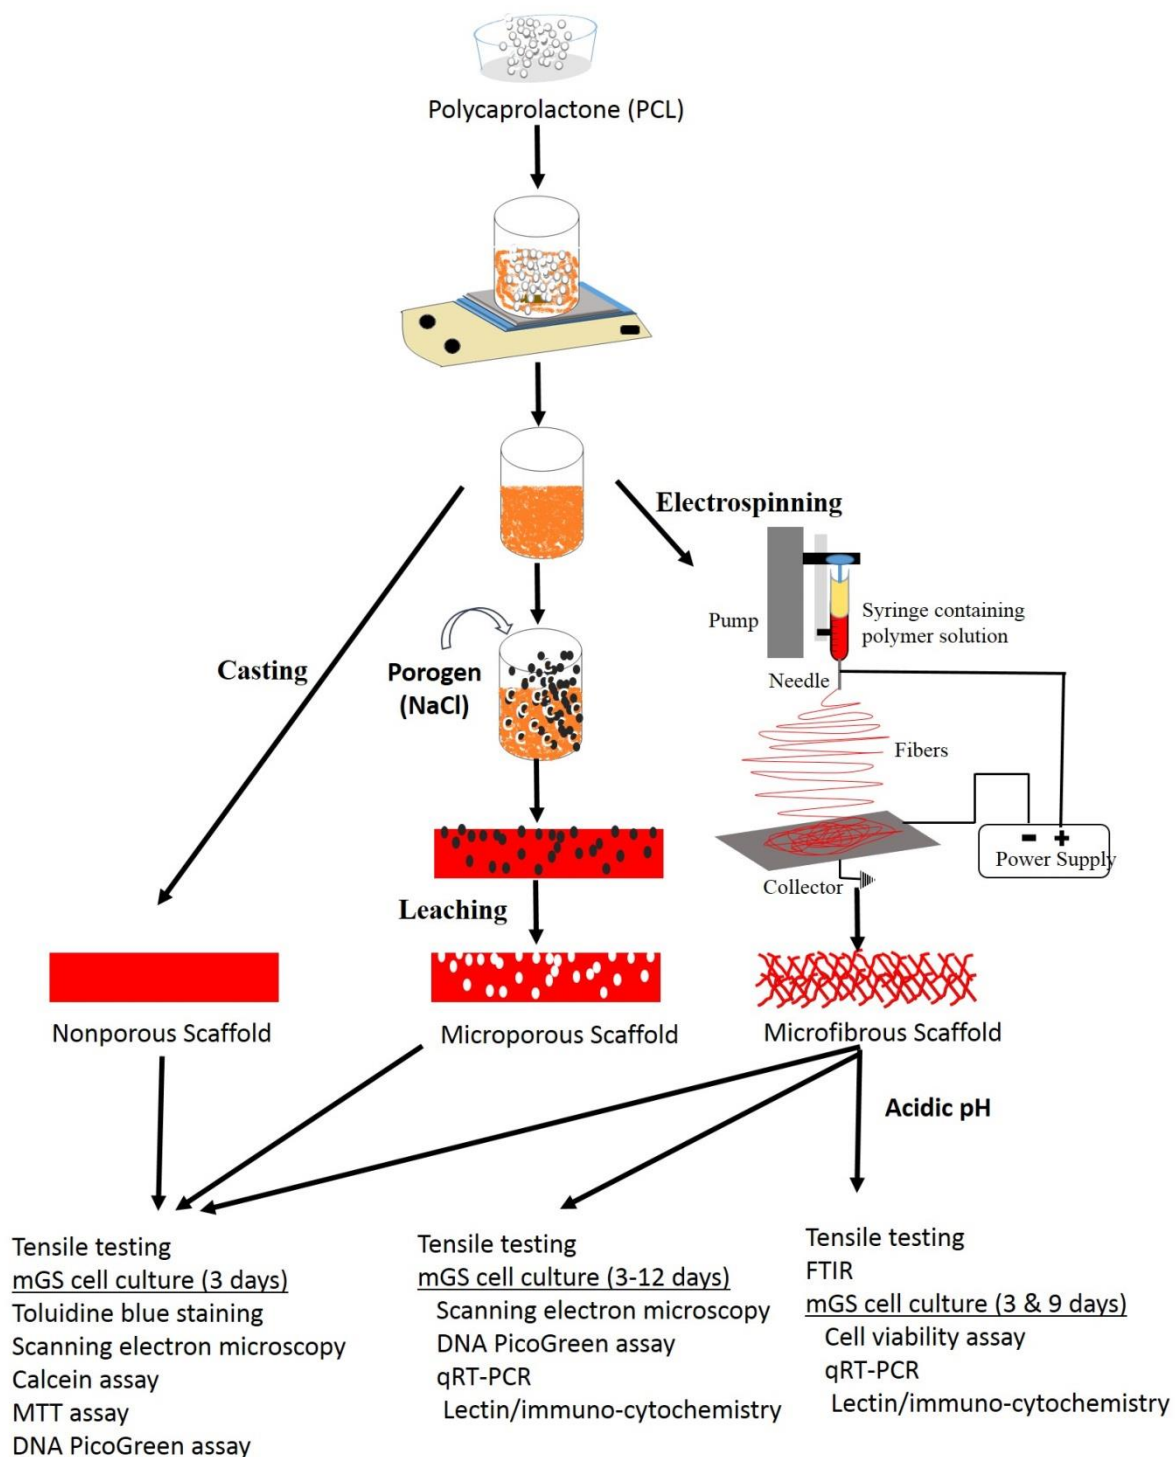 Polycaprolactone (PCL)
Electrospinning
Pump
Syringe containing
polymer solution
Casting
Porogen
(NaCl)
Needle
Fibers
Power Supply
Collector
Leaching
Nonporous Scaffold
Microporous Scaffold
Microfibrous Scaffold
Acidic pH
Tensile testing
mGS cell culture (3 days)
Toluidine blue staining
Scanning electron microscopy
Calcein assay
MTT assay
DNA PicoGreen assay
Tensile testing
mGS cell culture (3-12 days)
Scanning electron microscopy
DNA PicoGreen assay
qRT-PCR
Lectin/immuno-cytochemistry
Tensile testing
FTIR
mGS cell culture (3 & 9 days)
Cell viability assay
qRT-PCR
Lectin/immuno-cytochemistry